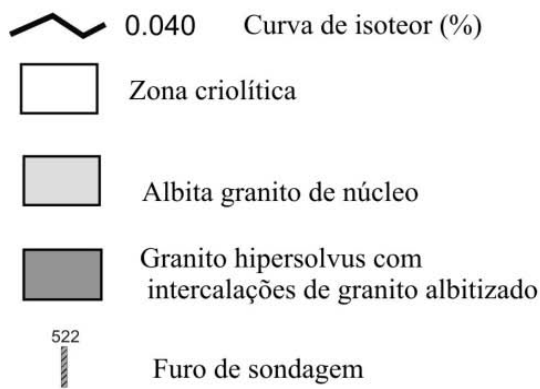 0.040 Curva de isoteor (%)
Zona criolítica
Albita granito de núcleo
Granito hipersolvus com
intercalações de granito albitizado
522
Furo de sondagem